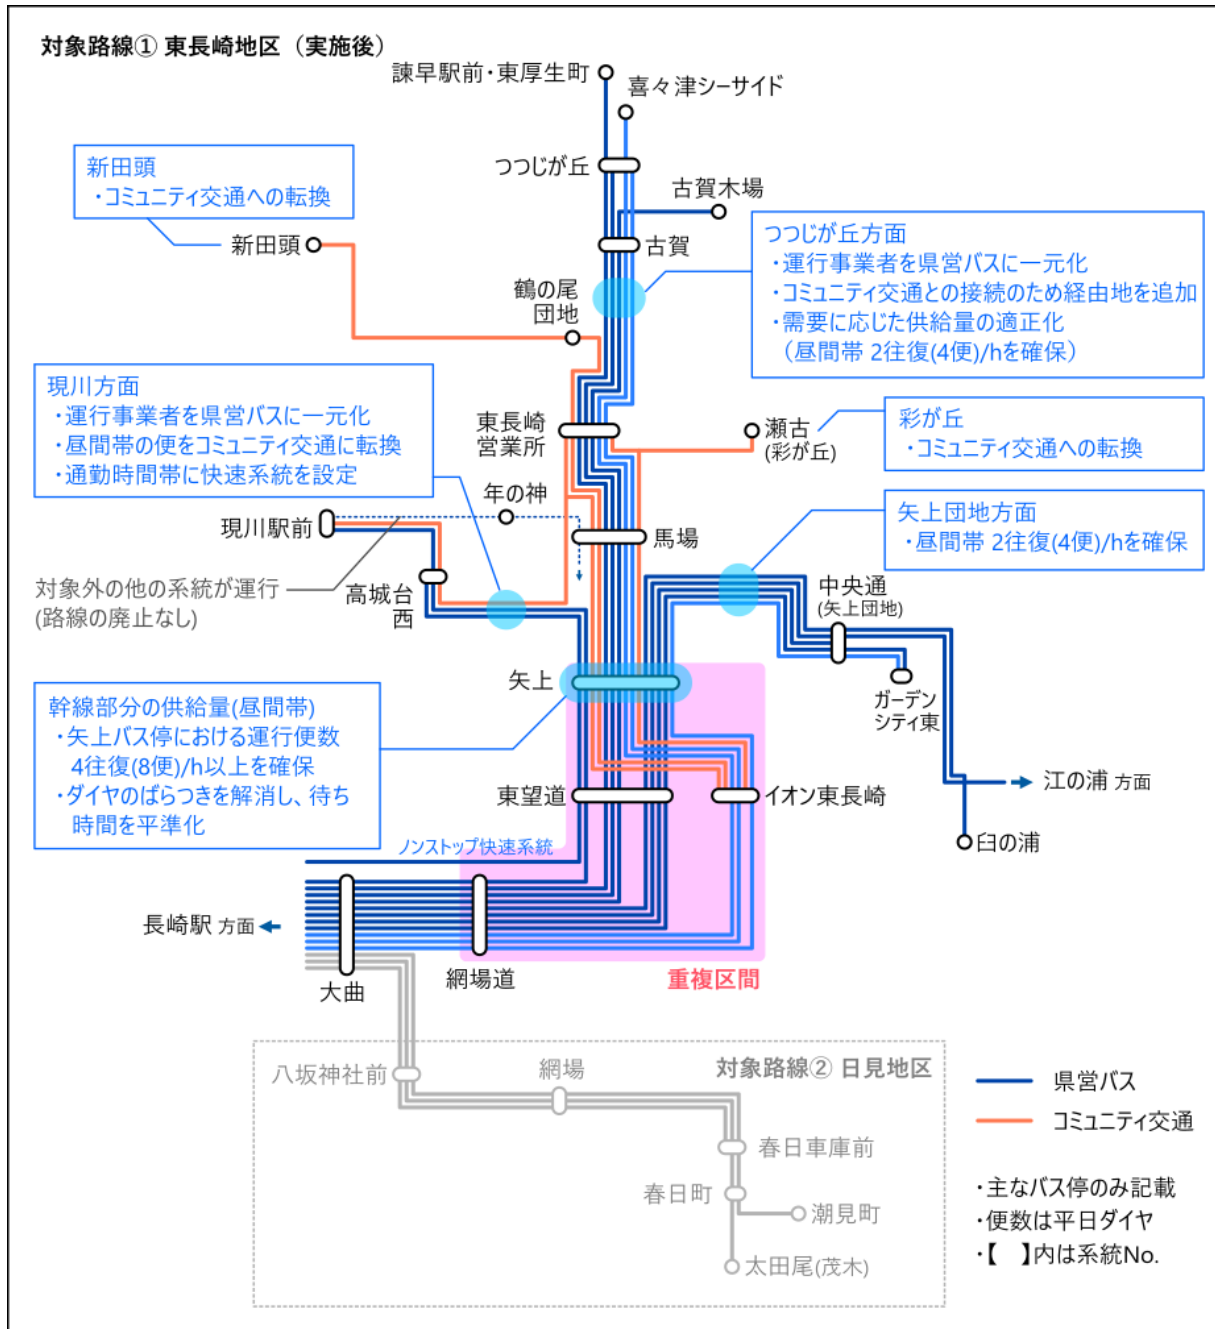 対象路線① 東長崎地区（実施後）
諫早駅前・東厚生町
喜々津シーサイド
つつじが丘
古賀木場
新田頭
・コミュニティ交通への転換
新田頭
古賀
鶴の尾
団地
つつじが丘方面
・運行事業者を県営バスに一元化
・コミュニティ交通との接続のため経由地を追加
・需要に応じた供給量の適正化
（昼間帯 2往復(4便)/hを確保）
現川方面
・運行事業者を県営バスに一元化
・昼間帯の便をコミュニティ交通に転換
・通勤時間帯に快速系統を設定
東長崎
営業所
瀬古
(彩が丘)
彩が丘
・コミュニティ交通への転換
年の神
現川駅前
馬場
矢上団地方面
・昼間帯 2往復(4便)/hを確保
対象外の他の系統が運行
(路線の廃止なし)
高城台
西
中央通
(矢上団地)
矢上
ガーデン
シティ東
幹線部分の供給量(昼間帯)
・矢上バス停における運行便数
4往復(8便)/h以上を確保
・ダイヤのばらつきを解消し、待ち
時間を平準化
東望道
イオン東長崎
江の浦 方面
臼の浦
ノンストップ快速系統
長崎駅 方面
大曲
網場道
重複区間
八坂神社前
網場
対象路線② 日見地区
春日車庫前
春日町
潮見町
太田尾(茂木)
県営バス
コミュニティ交通
・主なバス停のみ記載
・便数は平日ダイヤ
・【　】内は系統No.